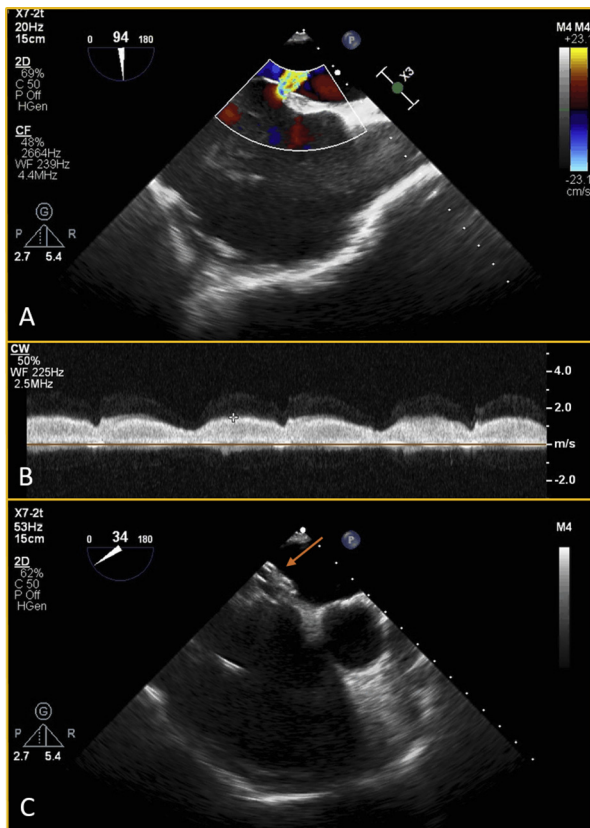 X7-2t
20Hz
15cm
0 94 180
2D
69%
C 50
P Off
HGen
CF
48%
2664Hz
WF 239Hz
4.4MHz
G
P R
2.7 5.4
P
X3
M4 M4
+23.1
-23.1
cm/s
A
CW
50%
WF 225Hz
2.5MHz
4.0
2.0
m/s
-2.0
B
X7-2t
53Hz
15cm
0 34 180
2D
62%
C 50
P Off
HGen
G
P R
2.7 5.4
P
M4
C